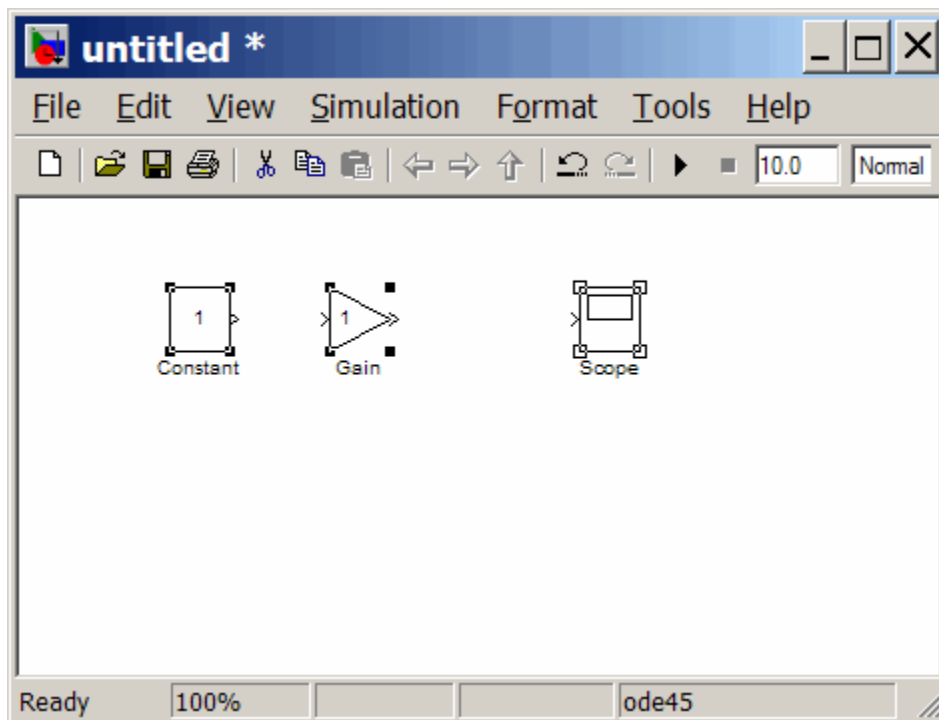 untitled *
File Edit View Simulation Format Tools Help
10.0 Normal
1 1
Constant Gain Scope
Ready 100% ode45